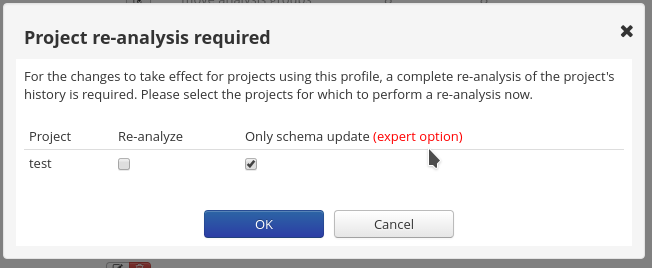 Project re-analysis required
For the changes to take effect for projects using this profile, a complete re-analysis of the project's
history is required. Please select the projects for which to perform a re-analysis now.
Project Re-analyze Only schema update (expert option)
test
OK Cancel